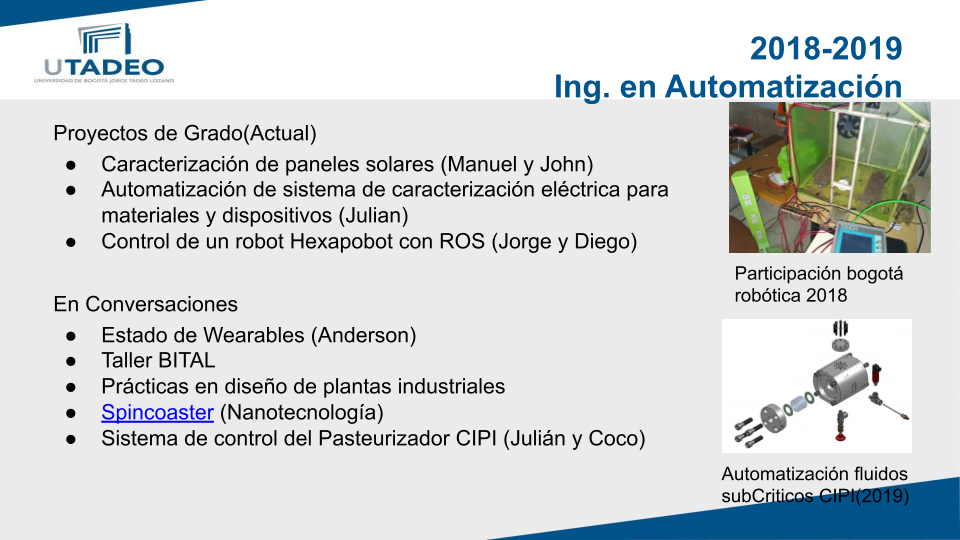 UTADEO
UNIVERSIDAD DE BOGOTÁ JORGE TADEO LOZANO
2018-2019
Ing. en Automatización
Proyectos de Grado(Actual)
● Caracterización de paneles solares (Manuel y John)
● Automatización de sistema de caracterización eléctrica para
materiales y dispositivos (Julian)
● Control de un robot Hexapobot con ROS (Jorge y Diego)
En Conversaciones
● Estado de Wearables (Anderson)
● Taller BITAL
● Prácticas en diseño de plantas industriales
● Spincoaster (Nanotecnología)
● Sistema de control del Pasteurizador CIPI (Julián y Coco)
Participación bogotá
robótica 2018
Automatización fluidos
subCriticos CIPI(2019)